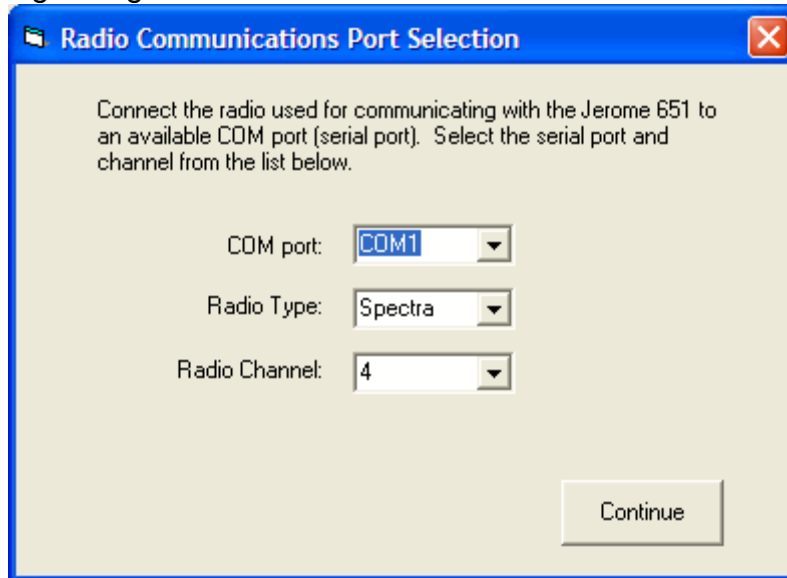 Radio Communications Port Selection
Connect the radio used for communicating with the Jerome 651 to
an available COM port (serial port).  Select the serial port and
channel from the list below.
COM port: COM1
Radio Type: Spectra
Radio Channel: 4
Continue